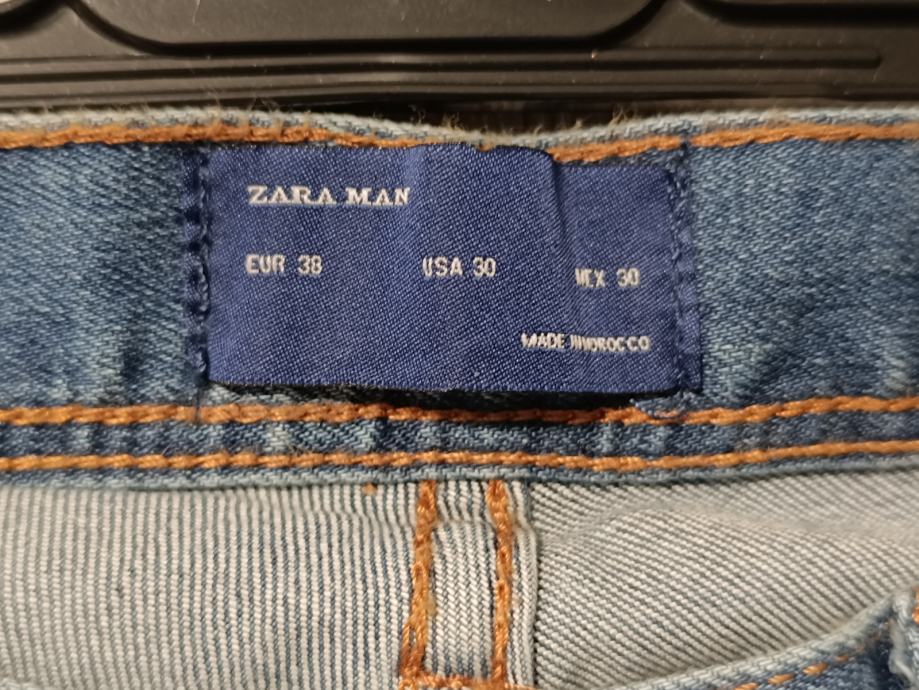 ZARA MAN
EUR 38 USA 30 MEX 30
MADE IN MOROCCO